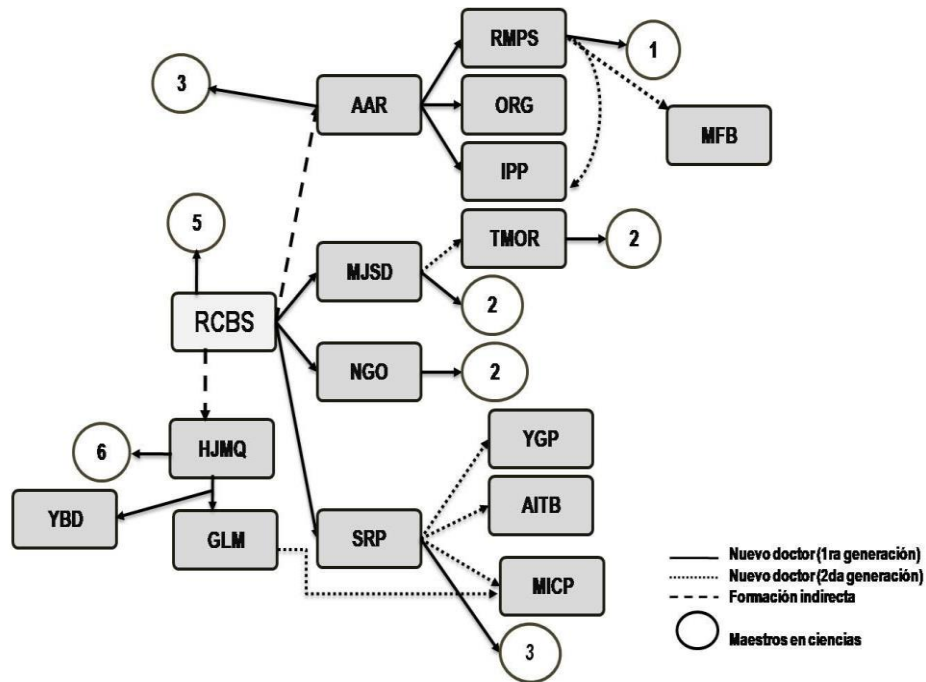 RMPS
1
3
AAR
ORG
MFB
IPP
5
TMOR
2
MJSD
2
RCBS
NGO
2
YGP
HJMQ
6
AITB
YBD
GLM
SRP
MICP
3
Nuevo doctor (1ra generación)
Nuevo doctor (2da generación)
Formación indirecta
Maestros en ciencias